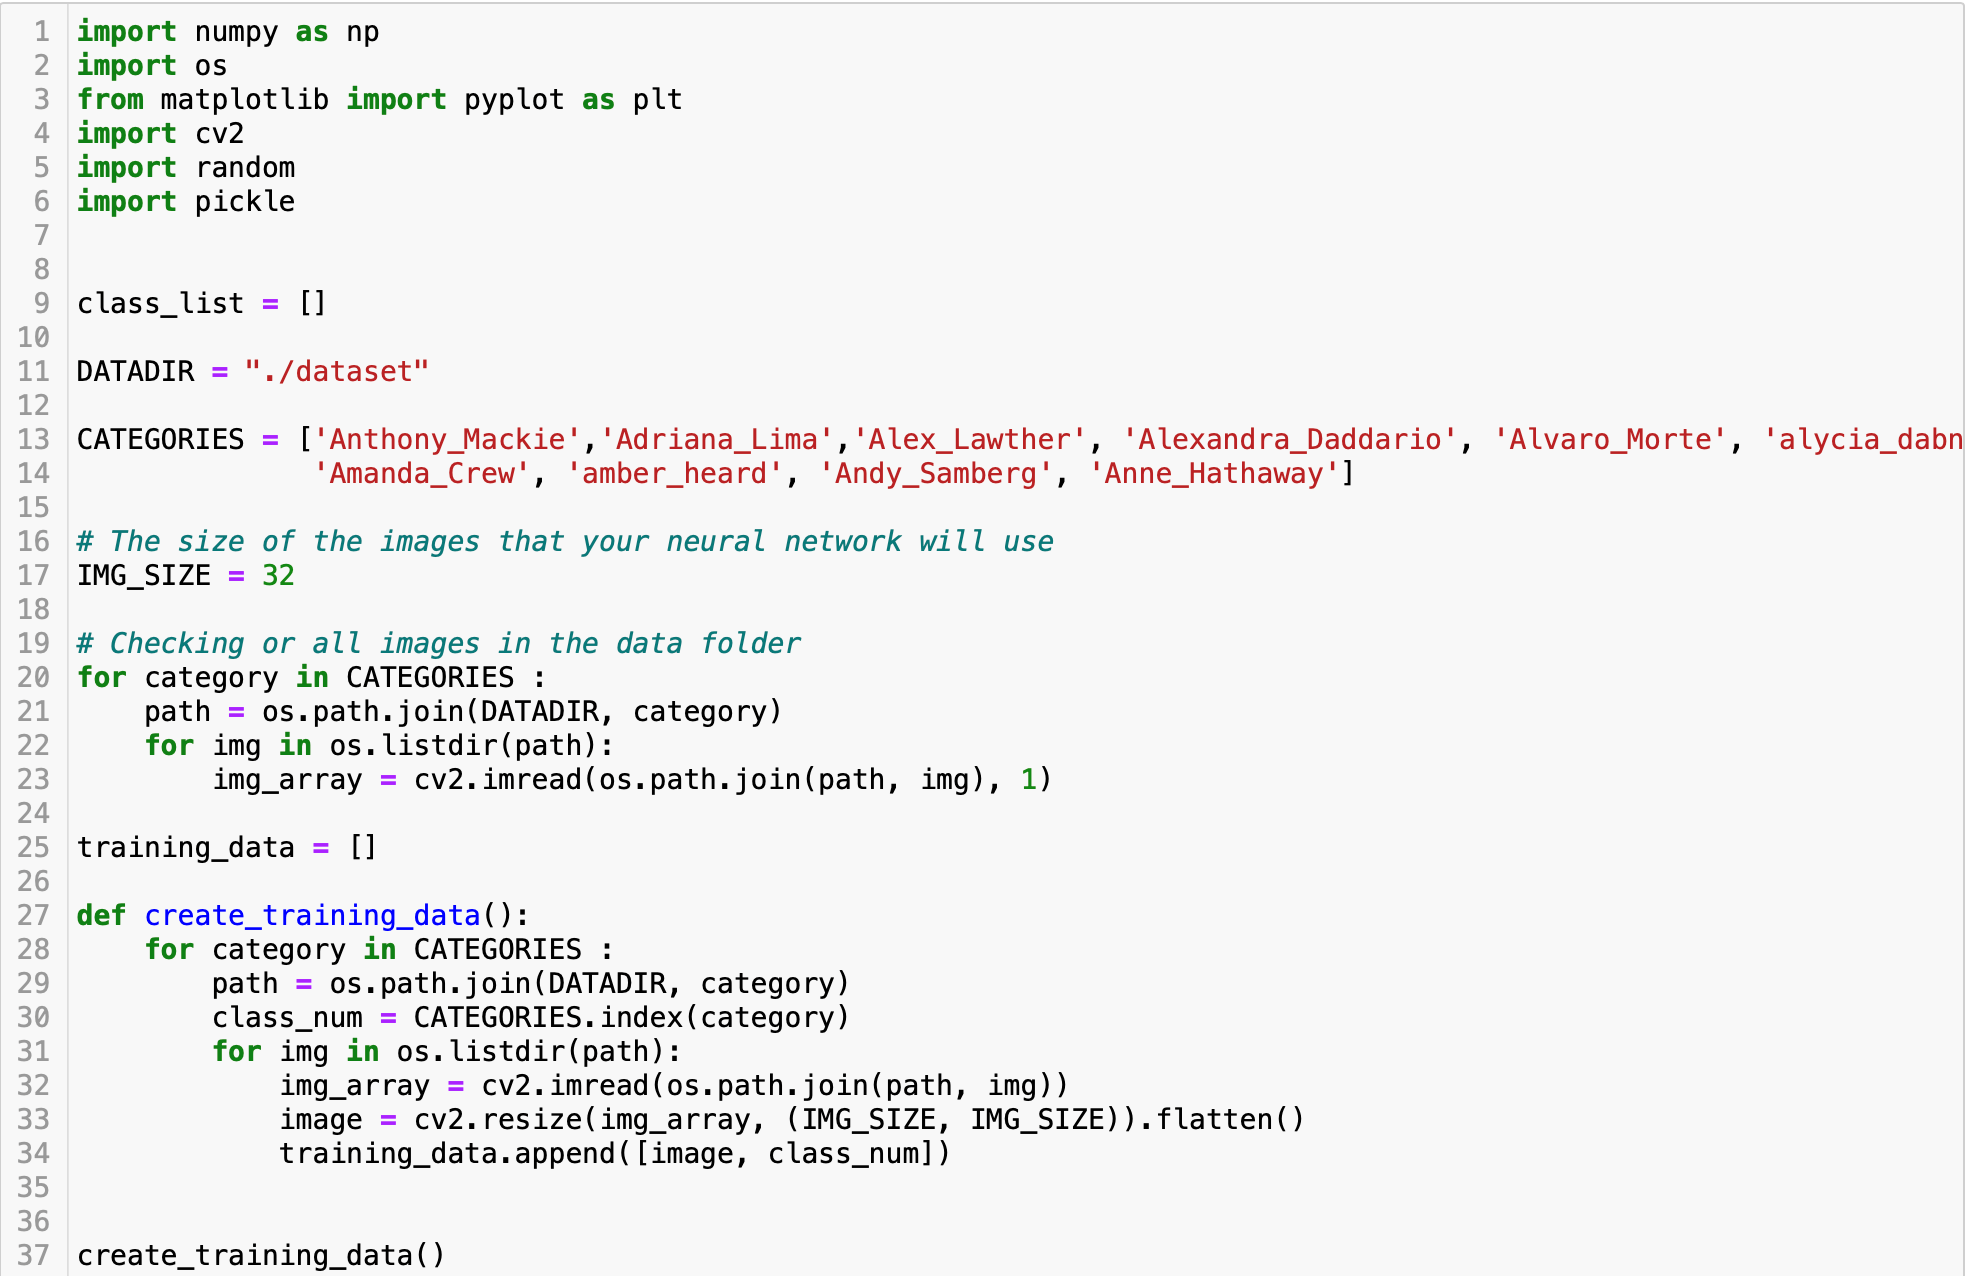 1 import numpy as np
2 import os
3 from matplotlib import pyplot as plt
4 import cv2
5 import random
6 import pickle
7
8
9 class_list = []
10
11 DATADIR = "./dataset"
12
13 CATEGORIES = ['Anthony_Mackie','Adriana_Lima','Alex_Lawther', 'Alexandra_Daddario', 'Alvaro_Morte', 'alycia_dabn
14               'Amanda_Crew', 'amber_heard', 'Andy_Samberg', 'Anne_Hathaway']
15
16 # The size of the images that your neural network will use
17 IMG_SIZE = 32
18
19 # Checking or all images in the data folder
20 for category in CATEGORIES :
21     path = os.path.join(DATADIR, category)
22     for img in os.listdir(path):
23         img_array = cv2.imread(os.path.join(path, img), 1)
24
25 training_data = []
26
27 def create_training_data():
28     for category in CATEGORIES :
29         path = os.path.join(DATADIR, category)
30         class_num = CATEGORIES.index(category)
31         for img in os.listdir(path):
32             img_array = cv2.imread(os.path.join(path, img))
33             image = cv2.resize(img_array, (IMG_SIZE, IMG_SIZE)).flatten()
34             training_data.append([image, class_num])
35
36
37 create_training_data()